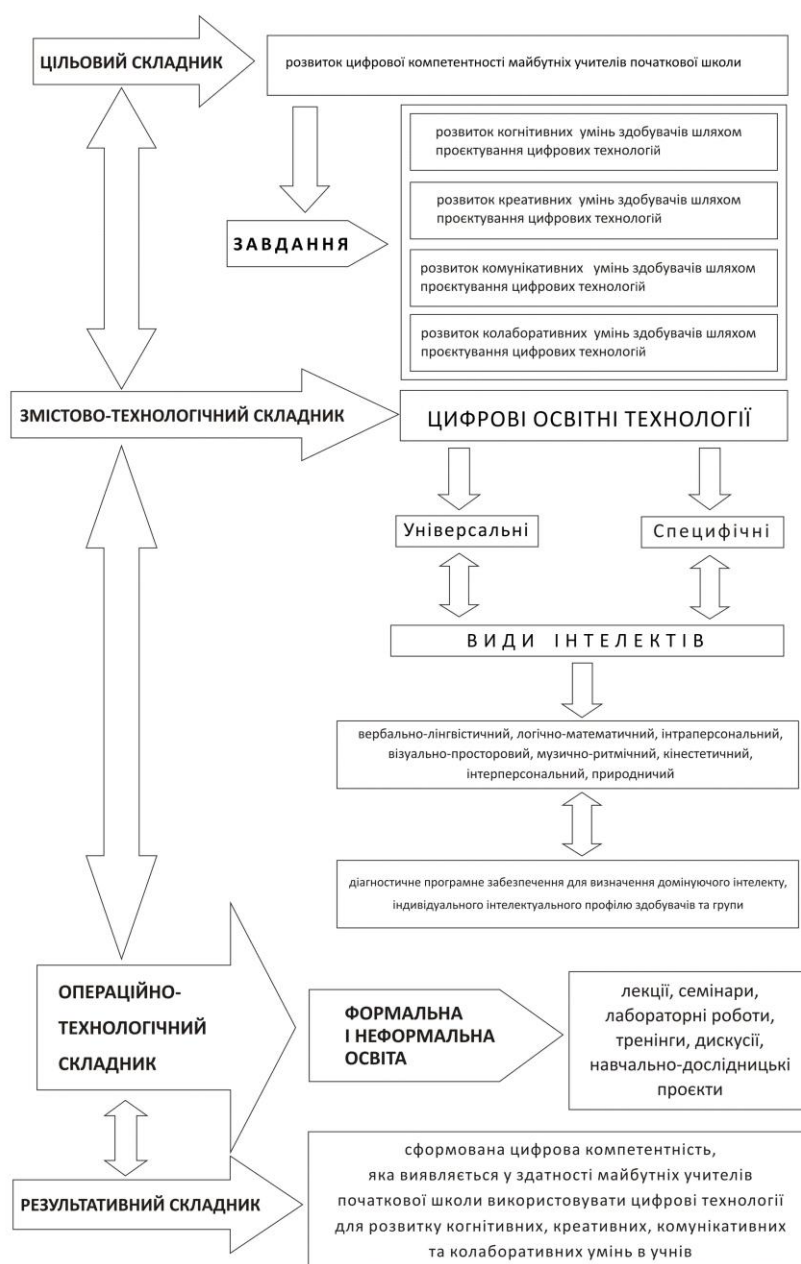 ЦІЛЬОВИЙ СКЛАДНИК
розвиток цифрової компетентності майбутніх учителів початкової школи
ЗАВДАННЯ
розвиток когнітивних умінь здобувачів шляхом
проєктування цифрових технологій
розвиток креативних умінь здобувачів шляхом
проєктування цифрових технологій
розвиток комунікативних умінь здобувачів шляхом
проєктування цифрових технологій
розвиток колаборативних умінь здобувачів шляхом
проєктування цифрових технологій
ЗМІСТОВО-ТЕХНОЛОГІЧНИЙ СКЛАДНИК
ЦИФРОВІ ОСВІТНІ ТЕХНОЛОГІЇ
Універсальні
Специфічні
ВИДИ ІНТЕЛЕКТІВ
вербально-лінгвістичний, логічно-математичний, інтраперсональний,
візуально-просторовий, музично-ритмічний, кінестетичний,
інтерперсональний, природничий
діагностичне програмне забезпечення для визначення домінуючого інтелекту,
індивідуального інтелектуального профілю здобувачів та групи
ОПЕРАЦІЙНО-
ТЕХНОЛОГІЧНИЙ
СКЛАДНИК
ФОРМАЛЬНА
І НЕФОРМАЛЬНА
ОСВІТА
лекції, семінари,
лабораторні роботи,
тренінги, дискусії,
навчально-дослідницькі
проєкти
РЕЗУЛЬТАТИВНИЙ СКЛАДНИК
сформована цифрова компетентність,
яка виявляється у здатності майбутніх учителів
початкової школи використовувати цифрові технології
для розвитку когнітивних, креативних, комунікативних
та колаборативних умінь в учнів